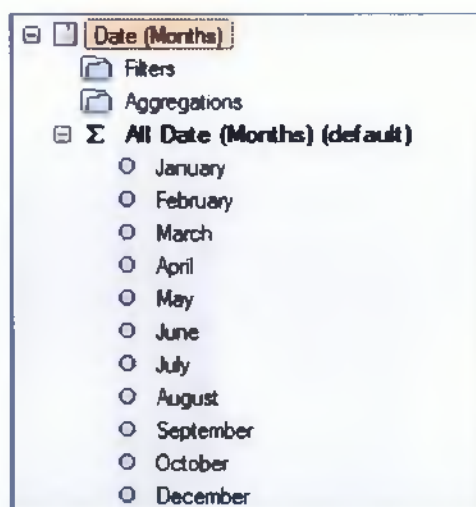 Date (Months)
Filters
Aggregations
Σ All Date (Months) (default)
January
February
March
April
May
June
July
August
September
October
December